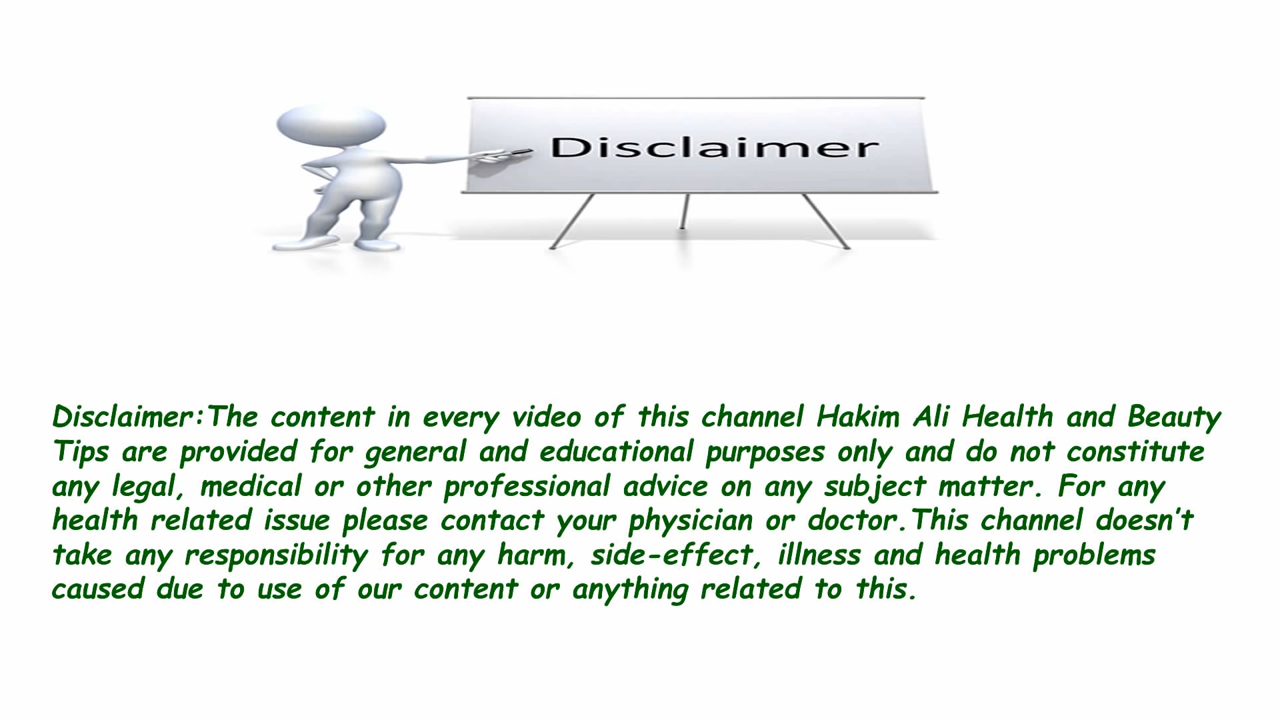 Disclaimer
Disclaimer:The content in every video of this channel Hakim Ali Health and Beauty
Tips are provided for general and educational purposes only and do not constitute
any legal, medical or other professional advice on any subject matter. For any
health related issue please contact your physician or doctor.This channel doesn’t
take any responsibility for any harm, side-effect, illness and health problems
caused due to use of our content or anything related to this.